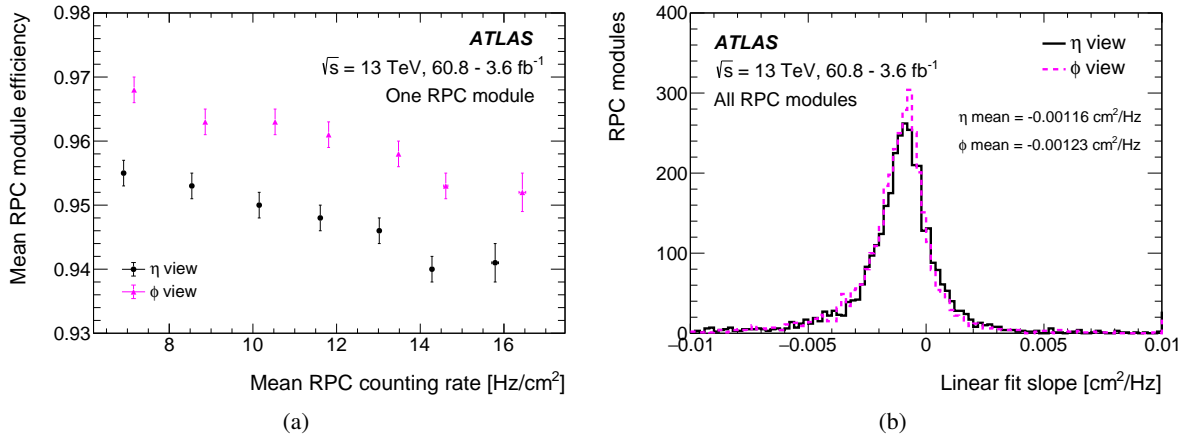 ATLAS
√s = 13 TeV, 60.8 - 3.6 fb⁻¹
One RPC module
η view
ϕ view
Mean RPC module efficiency
0.93
0.94
0.95
0.96
0.97
0.98
8
10
12
14
16
Mean RPC counting rate [Hz/cm²]
(a)
ATLAS
√s = 13 TeV, 60.8 - 3.6 fb⁻¹
All RPC modules
η view
ϕ view
η mean = -0.00116 cm²/Hz
ϕ mean = -0.00123 cm²/Hz
RPC modules
0
100
200
300
400
−0.01
−0.005
0
0.005
0.01
Linear fit slope [cm²/Hz]
(b)